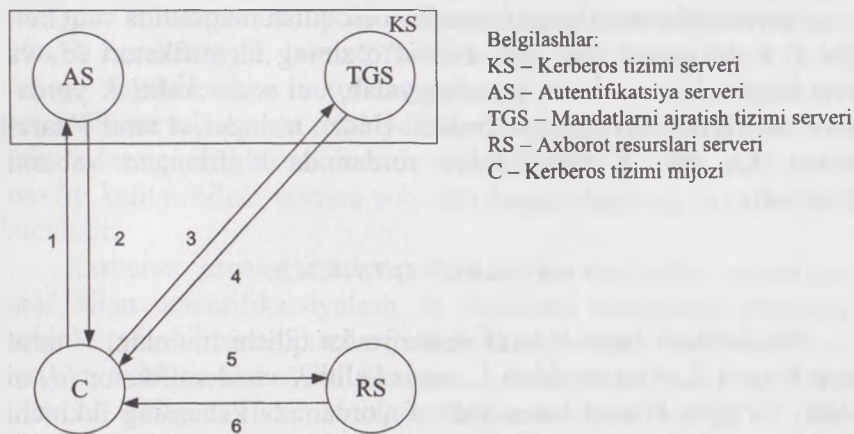 KS
AS
TGS
Belgilashlar:
KS – Kerberos tizimi serveri
AS – Autentifikatsiya serveri
TGS – Mandatlarni ajratish tizimi serveri
RS – Axborot resurslari serveri
C – Kerberos tizimi mijozi
1
2
3
4
5
6
C
RS